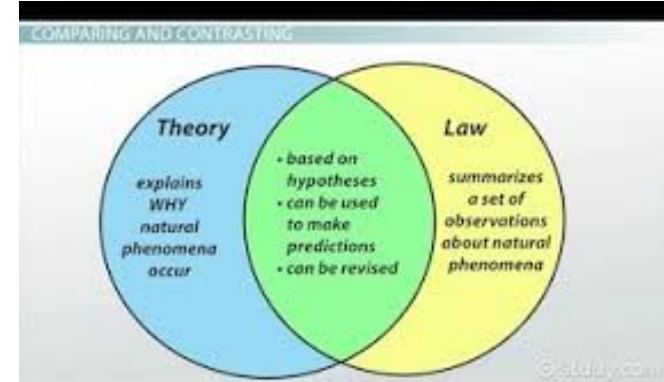 COMPARING AND CONTRASTING
Theory
explains
WHY
natural
phenomena
occur
• based on
hypotheses
• can be used
to make
predictions
• can be revised
Law
summarizes
a set of
observations
about natural
phenomena
study.com